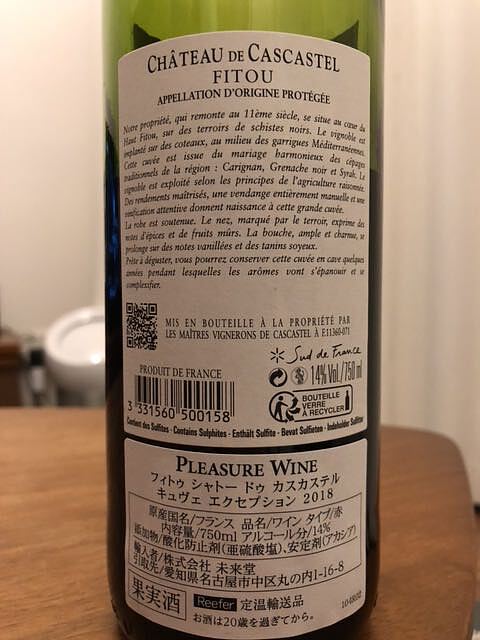 CHÂTEAU DE CASCASTEL
FITOU
APPELLATION D'ORIGINE PROTÉGÉE
Notre propriété, qui remonte au 11ème siècle, se situe au cœur du
Haut Fitou, sur des terroirs de schistes noirs. Le vignoble est
implanté sur des coteaux, au milieu des garrigues Méditerranéennes.
Cette cuvée est issue du mariage harmonieux des cépages
traditionnels de la région : Carignan, Grenache noir et Syrah. Le
vignoble est exploité selon les principes de l'agriculture raisonnée.
Des rendements maîtrisés, une vendange entièrement manuelle et une
vinification attentive donnent naissance à cette grande cuvée.
La robe est soutenue. Le nez, marqué par le terroir, exprime des
notes d'épices et de fruits mûrs. La bouche, ample et charnue, se
prolonge sur des notes vanillées et des tanins soyeux.
Prête à déguster, vous pourrez conserver cette cuvée en cave quelques
années pendant lesquelles les arômes vont s'épanouir et se
complexifier.
MIS EN BOUTEILLE À LA PROPRIÉTÉ PAR
LES MAÎTRES VIGNERONS DE CASCASTEL À E11360-071
Sud de France
PRODUIT DE FRANCE
14% Vol./750 ml
BOUTEILLE
VERRE
À RECYCLER
3 331560 500158
Contient des Sulfites - Contains Sulphites - Enthält Sulfite - Bevat Sulfieten - Indeholder Sulfitter
PLEASURE WINE
フィトゥ シャトー ドゥ カスカステル
キュヴェ エクセプション 2018
原産国名/フランス 品名/ワイン タイプ/赤
内容量/750ml アルコール分/14%
添加物/酸化防止剤(亜硫酸塩)、安定剤(アカシア)
輸入者/株式会社 未来堂
引取先/愛知県名古屋市中区丸の内1-16-8
果実酒 Reefer 定温輸送品
お酒は20歳を過ぎてから。